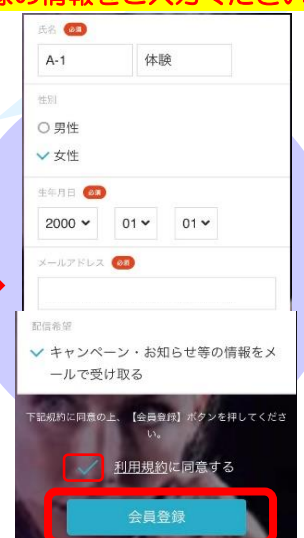 様の情報をご入力ください
氏名 必須
A-1 体験
性別
男性
女性
生年月日 必須
2000 01 01
メールアドレス 必須
配信希望
キャンペーン・お知らせ等の情報をメ
ールで受け取る
下記規約に同意の上、【会員登録】ボタンを押してくださ
い。
利用規約に同意する
会員登録